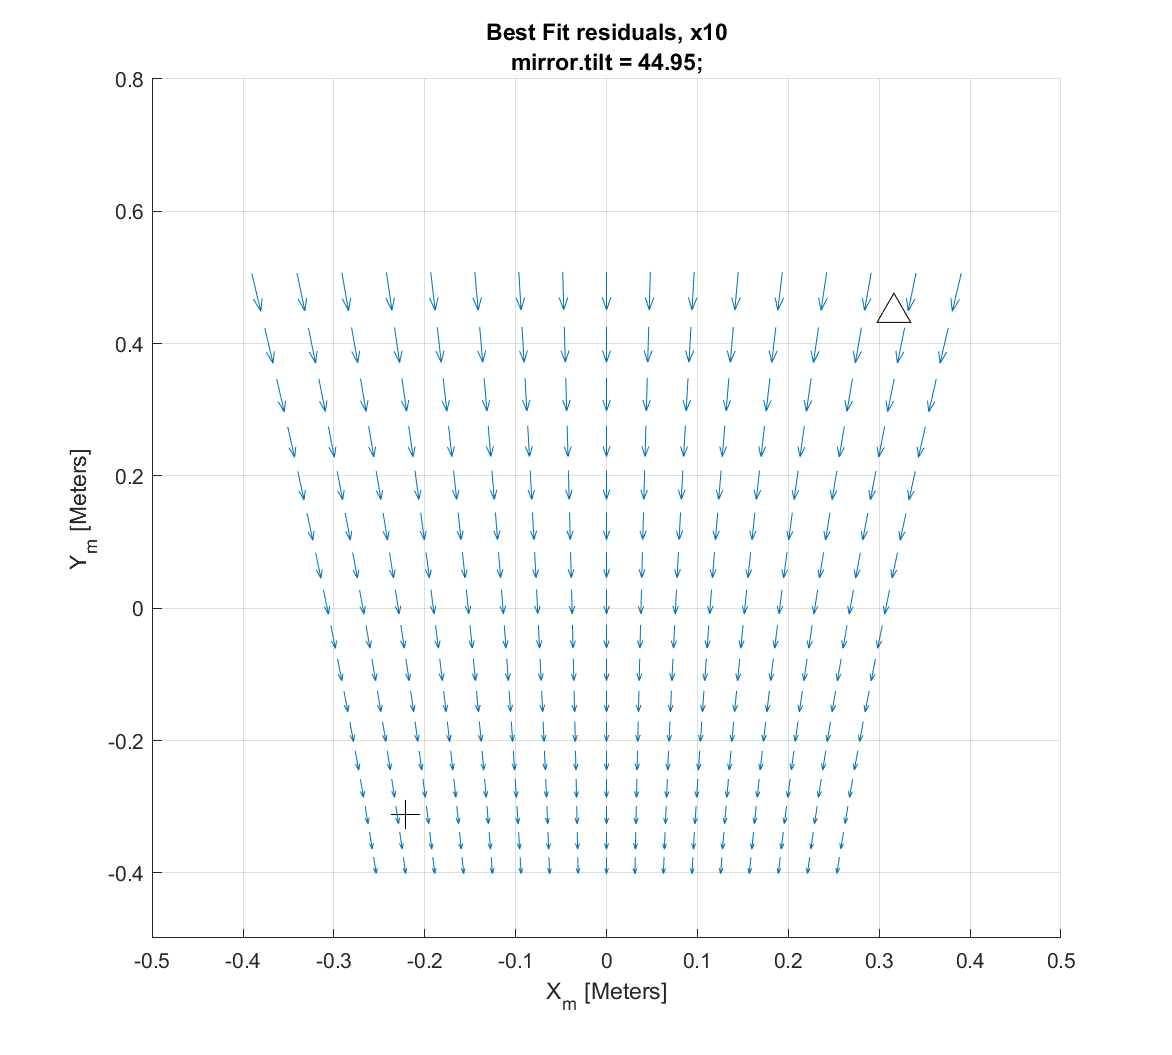 Best Fit residuals, x10
mirror.tilt = 44.95;
0.8
0.6
0.4
0.2
0
-0.2
-0.4
Y_m [Meters]
-0.5 -0.4 -0.3 -0.2 -0.1 0 0.1 0.2 0.3 0.4 0.5
X_m [Meters]